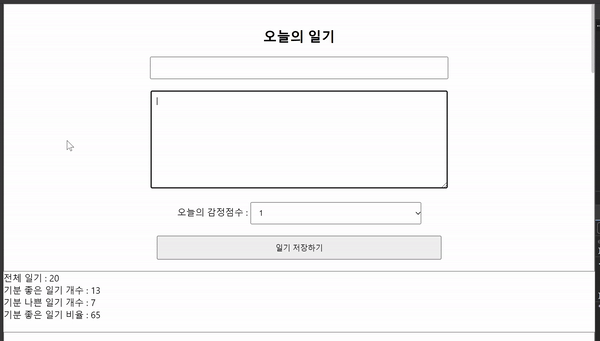 오늘의 일기
오늘의 감정점수 : 1
일기 저장하기
전체 일기 : 20
기분 좋은 일기 개수 : 13
기분 나쁜 일기 개수 : 7
기분 좋은 일기 비율 : 65